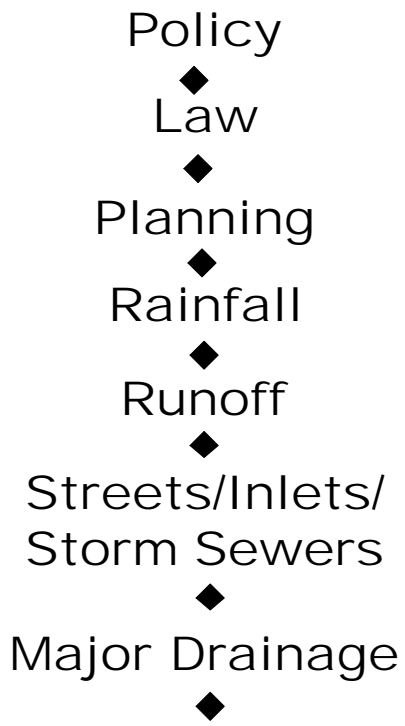 Policy
◆
Law
◆
Planning
◆
Rainfall
◆
Runoff
◆
Streets/Inlets/
Storm Sewers
◆
Major Drainage
◆